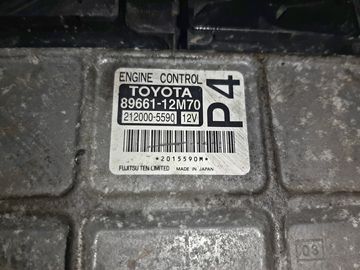 ENGINE CONTROL
TOYOTA
89661-12M70
212000-5590 12V
P4
*2015590M*
FUJITSU TEN LIMITED MADE IN JAPAN